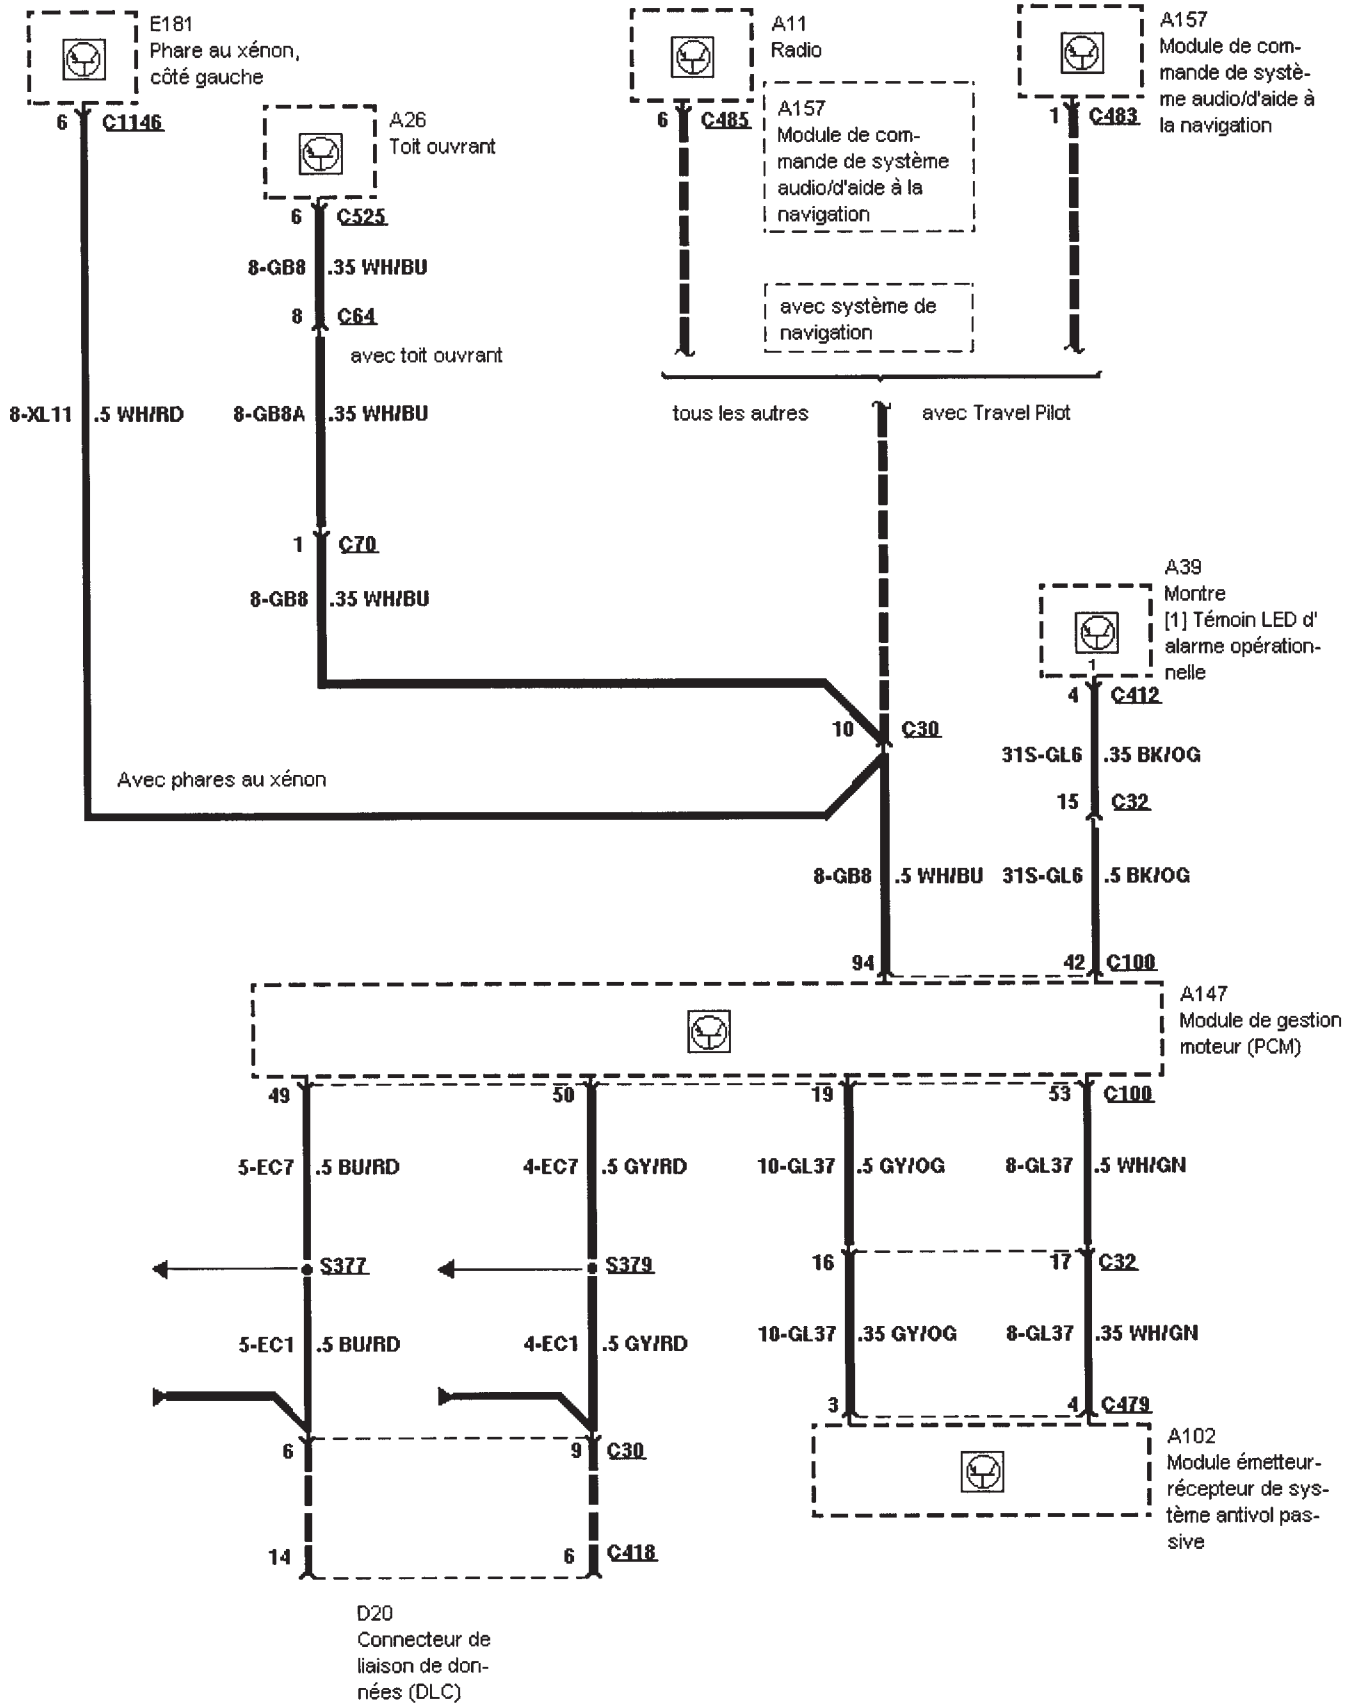 E181
Phare au xénon,
côté gauche
6 C1146
A26
Toit ouvrant
6 C525
8-GB8 .35 WH/BU
8 C64
avec toit ouvrant
8-XL11 .5 WH/RD
8-GB8A .35 WH/BU
1 C70
8-GB8 .35 WH/BU
Avec phares au xénon
A11
Radio
6 C485
A157
Module de com-
mande de système
audio/d'aide à la
navigation
avec système de
navigation
A157
Module de com-
mande de systè-
me audio/d'aide à
la navigation
1 C483
tous les autres
avec Travel Pilot
10 C30
A39
Montre
[1] Témoin LED d'
alarme opération-
nelle
1
4 C412
31S-GL6 .35 BK/OG
15 C32
8-GB8 .5 WH/BU
31S-GL6 .5 BK/OG
94
42 C100
A147
Module de gestion
moteur (PCM)
49
50
19
53 C100
5-EC7 .5 BU/RD
4-EC7 .5 GY/RD
10-GL37 .5 GY/OG
8-GL37 .5 WH/GN
S377
S379
16
17 C32
5-EC1 .5 BU/RD
4-EC1 .5 GY/RD
10-GL37 .35 GY/OG
8-GL37 .35 WH/GN
3
4 C479
6
9 C30
A102
Module émetteur-
récepteur de sys-
tème antivol pas-
sive
14
6 C418
D20
Connecteur de
liaison de don-
nées (DLC)